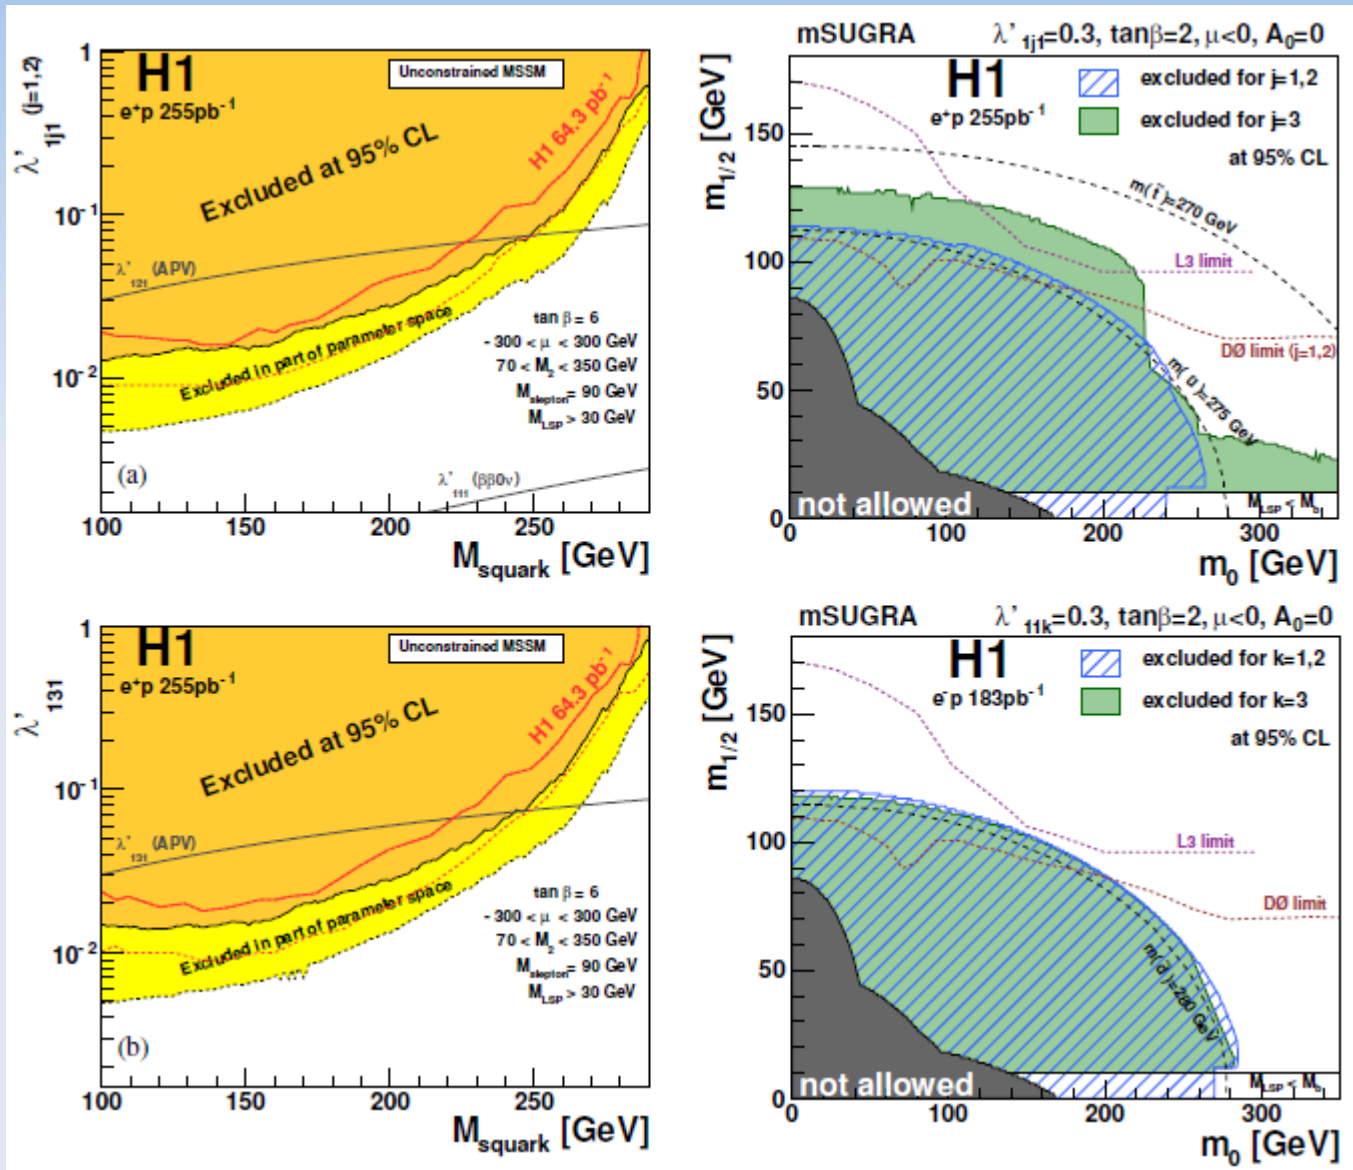 λ'1j1 (j=1,2)
H1
e⁺p 255pb⁻¹
Unconstrained MSSM
Excluded at 95% CL
H1 64.3 pb⁻¹
λ'121 (APV)
Excluded in part of parameter space
tan β = 6
- 300 < μ < 300 GeV
70 < M2 < 350 GeV
Mslepton = 90 GeV
MLSP > 30 GeV
λ'111 (ββ0ν)
(a)
1
10⁻¹
10⁻²
100 150 200 250
Msquark [GeV]
mSUGRA λ'1j1=0.3, tanβ=2, μ<0, A0=0
H1
e⁺p 255pb⁻¹
excluded for j=1,2
excluded for j=3
at 95% CL
m1/2 [GeV]
150
100
50
0
m(t̃)=270 GeV
L3 limit
DØ limit (j=1,2)
m(ũ)=275 GeV
not allowed
MLSP < Mb
0 100 200 300
m0 [GeV]
λ'131
H1
e⁺p 255pb⁻¹
Unconstrained MSSM
Excluded at 95% CL
H1 64.3 pb⁻¹
λ'131 (APV)
Excluded in part of parameter space
tan β = 6
- 300 < μ < 300 GeV
70 < M2 < 350 GeV
Mslepton = 90 GeV
MLSP > 30 GeV
(b)
1
10⁻¹
10⁻²
100 150 200 250
Msquark [GeV]
mSUGRA λ'11k=0.3, tanβ=2, μ<0, A0=0
H1
e⁻p 183pb⁻¹
excluded for k=1,2
excluded for k=3
at 95% CL
m1/2 [GeV]
150
100
50
0
L3 limit
DØ limit
m(d̃)=280 GeV
not allowed
MLSP < Mb
0 100 200 300
m0 [GeV]